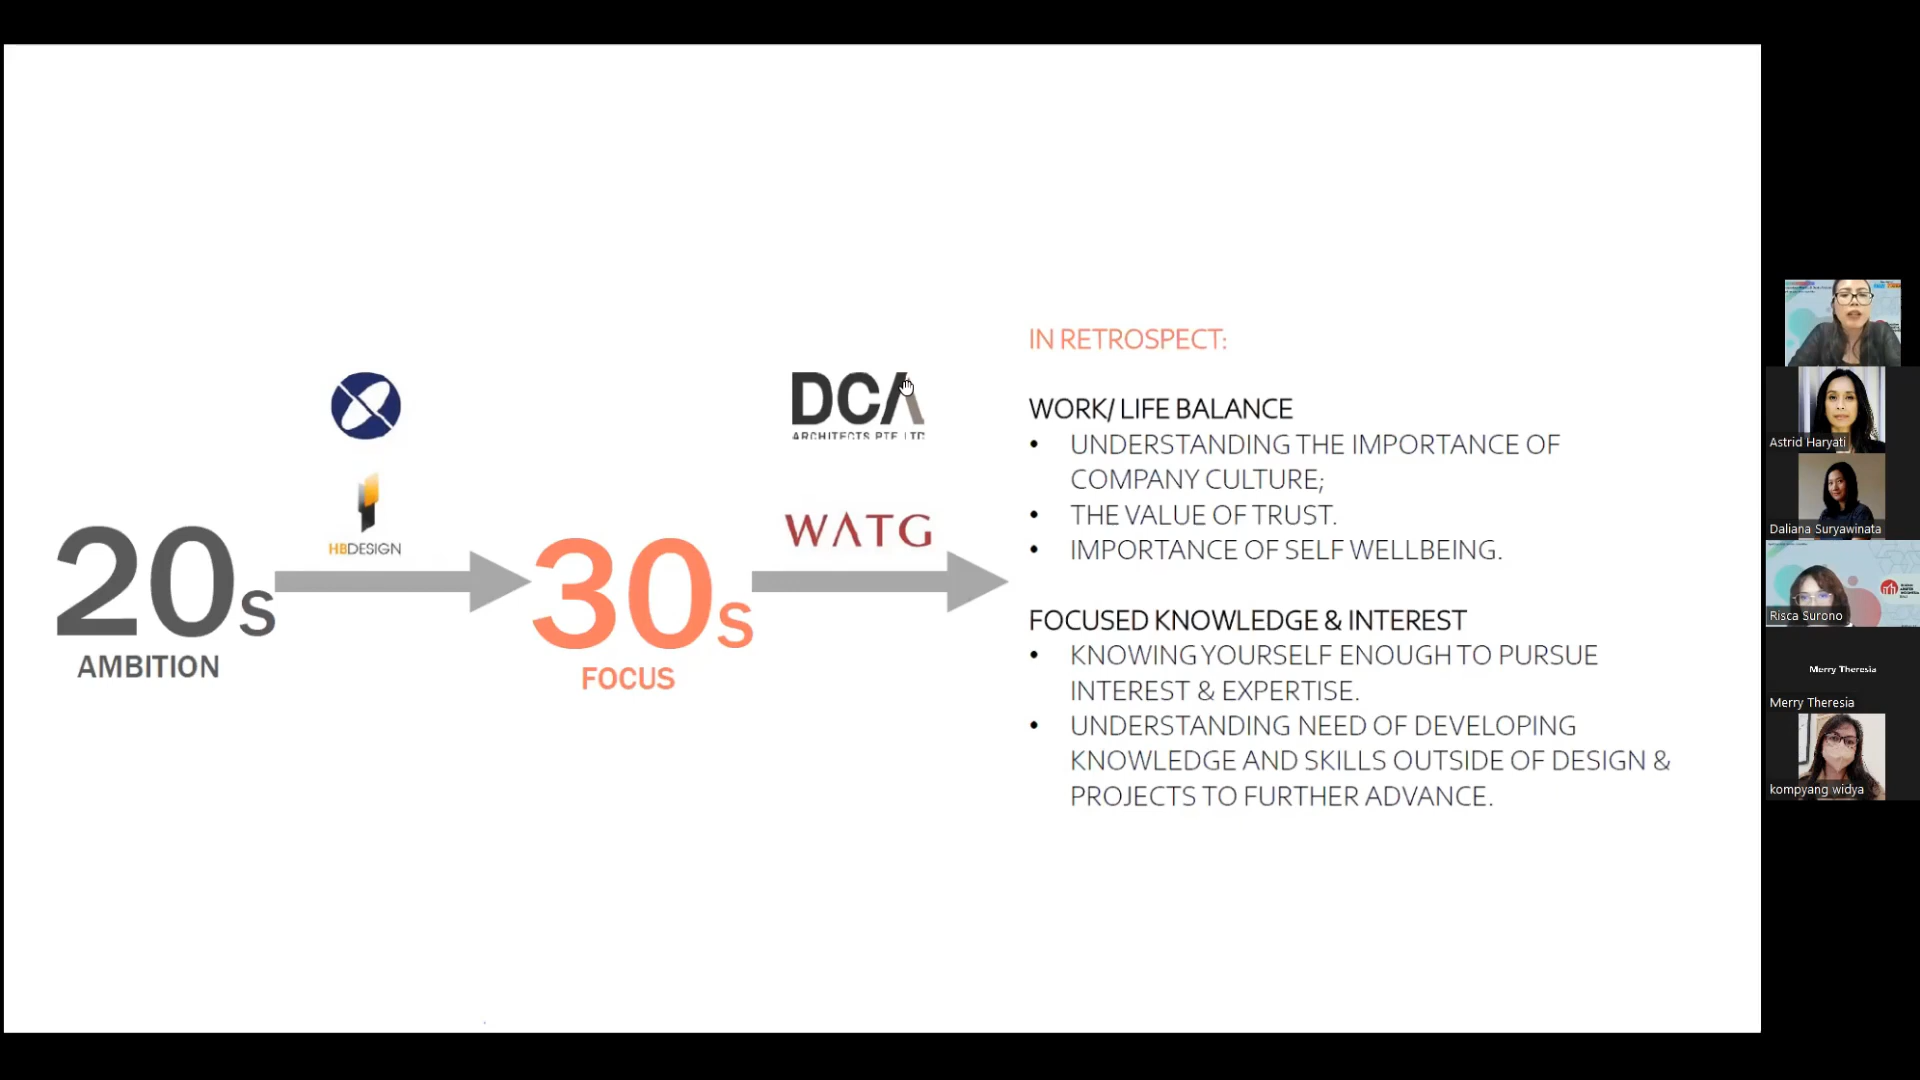 20s
AMBITION
HBDESIGN
30s
FOCUS
DCA
ARCHITECTS PTE LTD
WATG
IN RETROSPECT:
WORK/ LIFE BALANCE
• UNDERSTANDING THE IMPORTANCE OF
COMPANY CULTURE;
• THE VALUE OF TRUST.
• IMPORTANCE OF SELF WELLBEING.
FOCUSED KNOWLEDGE & INTEREST
• KNOWING YOURSELF ENOUGH TO PURSUE
INTEREST & EXPERTISE.
• UNDERSTANDING NEED OF DEVELOPING
KNOWLEDGE AND SKILLS OUTSIDE OF DESIGN &
PROJECTS TO FURTHER ADVANCE.
Astrid Haryati
Daliana Suryawinata
Risca Surono
Merry Theresia
Merry Theresia
kompyang widya